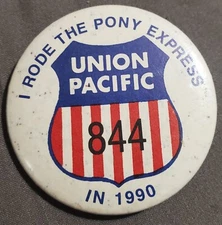 I RODE THE PONY EXPRESS
UNION
PACIFIC
844
IN 1990